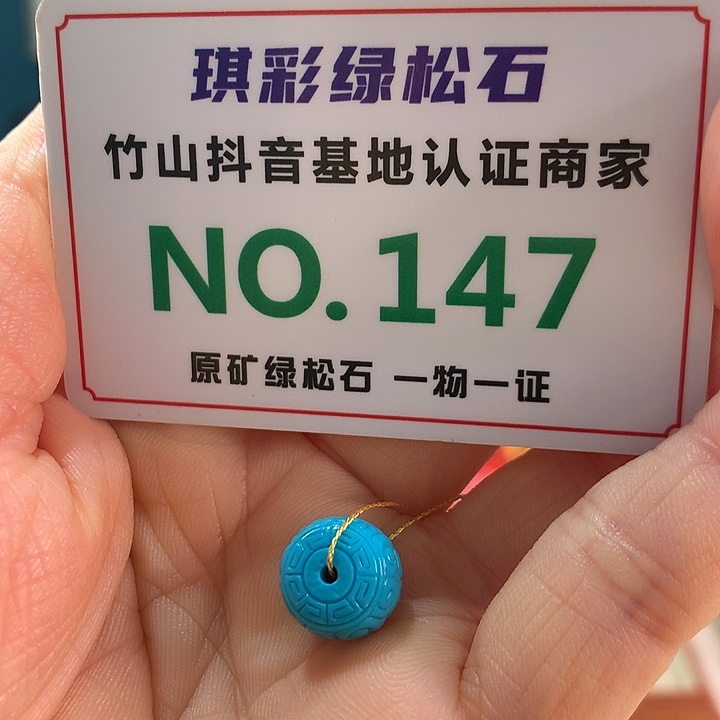 琪彩绿松石
竹山抖音基地认证商家
NO.147
原矿绿松石 一物一证